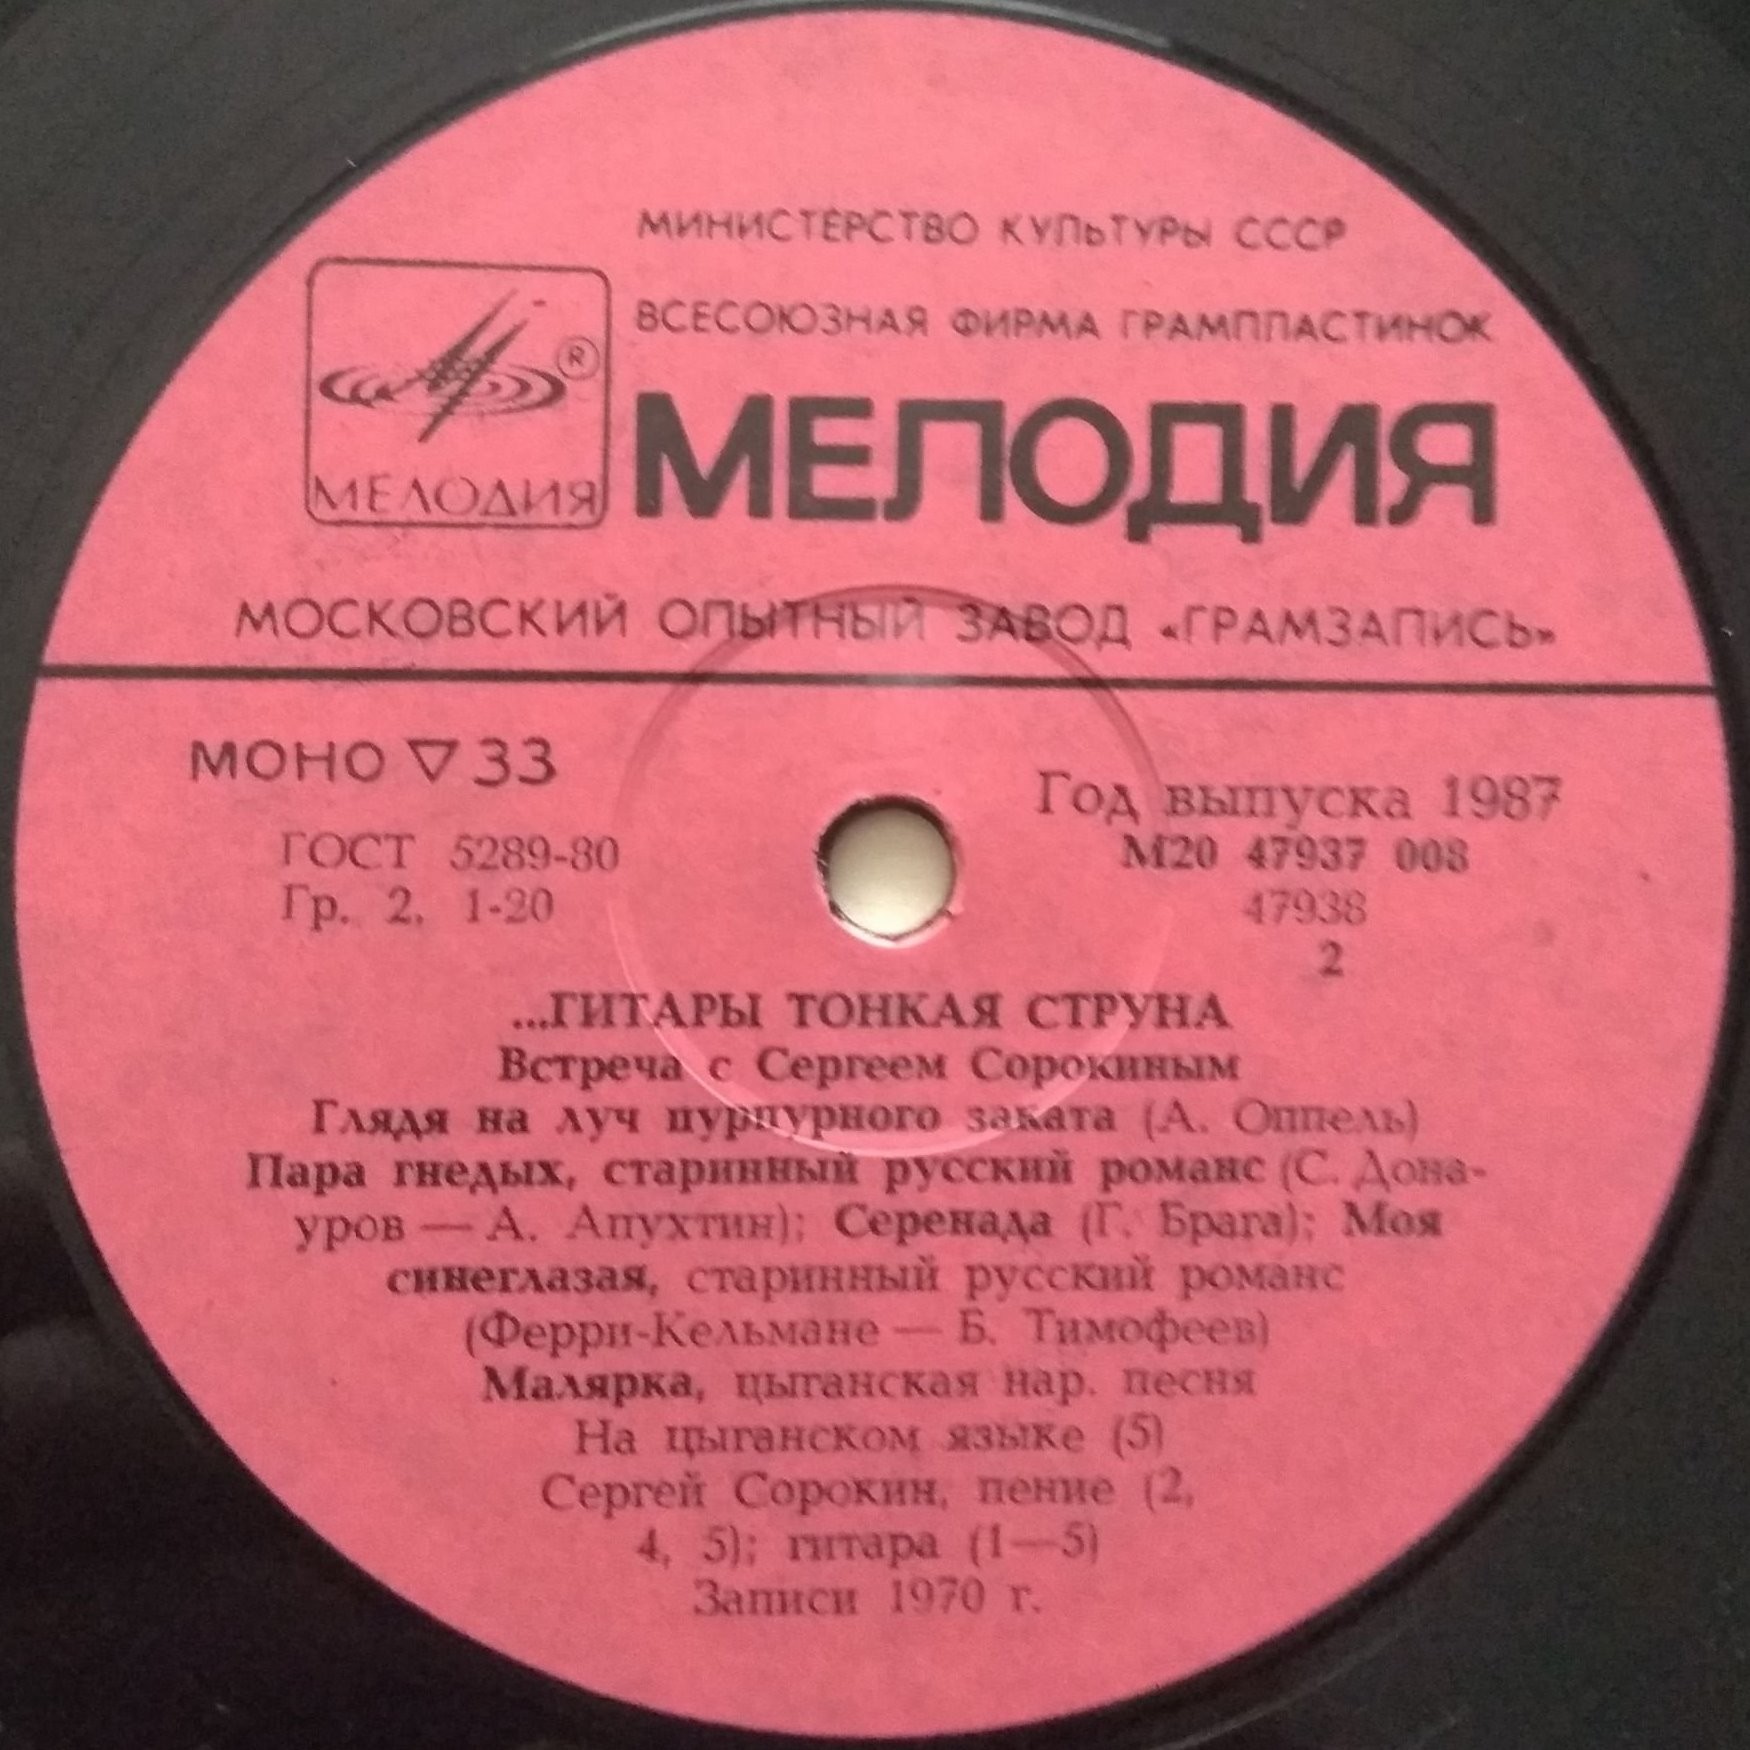 МИНИСТЕРСТВО КУЛЬТУРЫ СССР
ВСЕСОЮЗНАЯ ФИРМА ГРАМПЛАСТИНОК
®
МЕЛОДИЯ
МЕЛОДИЯ
МОСКОВСКИЙ ОПЫТНЫЙ ЗАВОД «ГРАМЗАПИСЬ»
МОНО ▽ 33
ГОСТ 5289-80
Гр. 2. 1-20
Год выпуска 1987
М20 47937 008
47938
2
...ГИТАРЫ ТОНКАЯ СТРУНА
Встреча с Сергеем Сорокиным
Глядя на луч пурпурного заката (А. Оппель)
Пара гнедых, старинный русский романс (С. Дона-
уров — А. Апухтин); Серенада (Г. Брага); Моя
синеглазая, старинный русский романс
(Ферри-Кельмане — Б. Тимофеев)
Малярка, цыганская нар. песня
На цыганском языке (5)
Сергей Сорокин, пение (2,
4, 5); гитара (1—5)
Записи 1970 г.